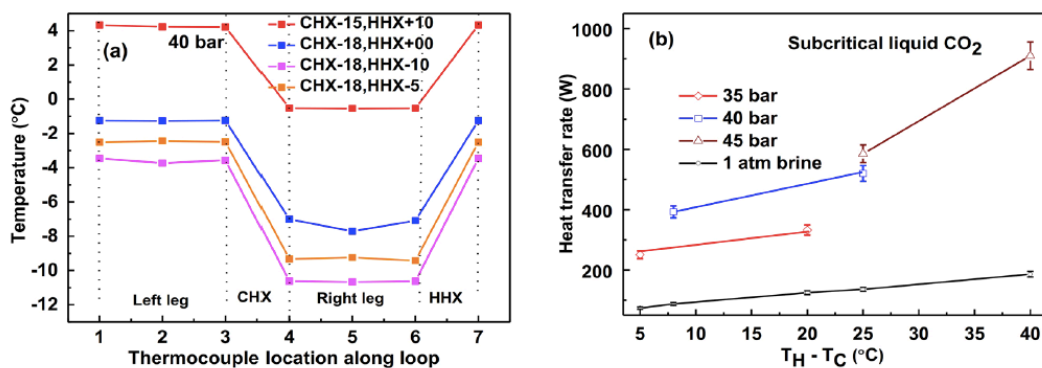 (a)
40 bar
CHX-15,HHX+10
CHX-18,HHX+00
CHX-18,HHX-10
CHX-18,HHX-5
Temperature (°C)
4
2
0
-2
-4
-6
-8
-10
-12
Left leg
CHX
Right leg
HHX
1 2 3 4 5 6 7
Thermocouple location along loop
(b)
Subcritical liquid CO₂
35 bar
40 bar
45 bar
1 atm brine
Heat transfer rate (W)
1000
800
600
400
200
5 10 15 20 25 30 35 40
T_H - T_C (°C)